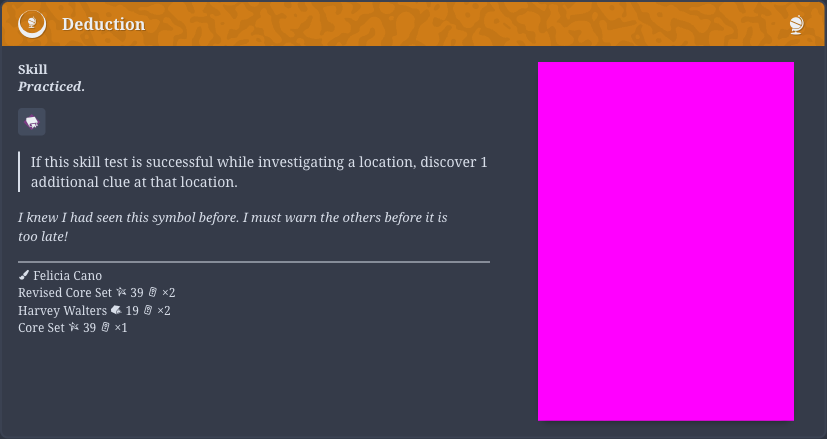 Deduction
Skill
Practiced.
If this skill test is successful while investigating a location, discover 1
additional clue at that location.
I knew I had seen this symbol before. I must warn the others before it is
too late!
Felicia Cano
Revised Core Set 39 ×2
Harvey Walters 19 ×2
Core Set 39 ×1